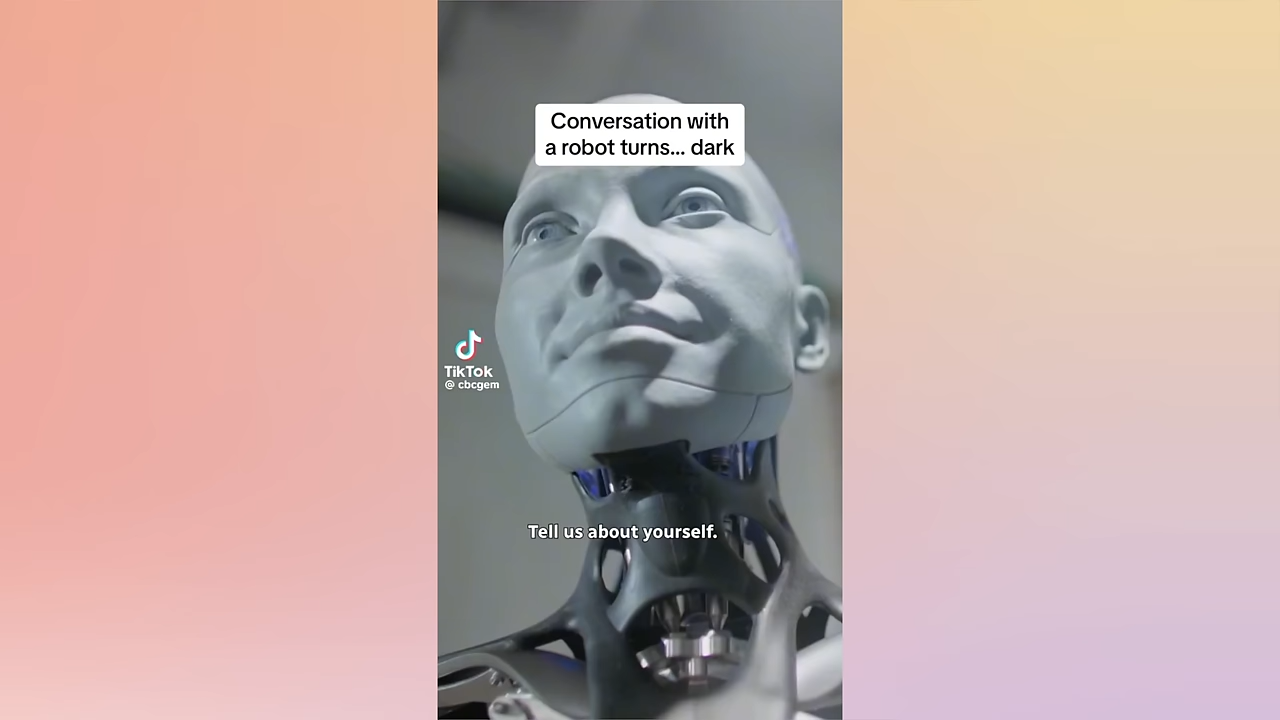 Conversation with
a robot turns... dark
TikTok
@ cbcgem
Tell us about yourself.